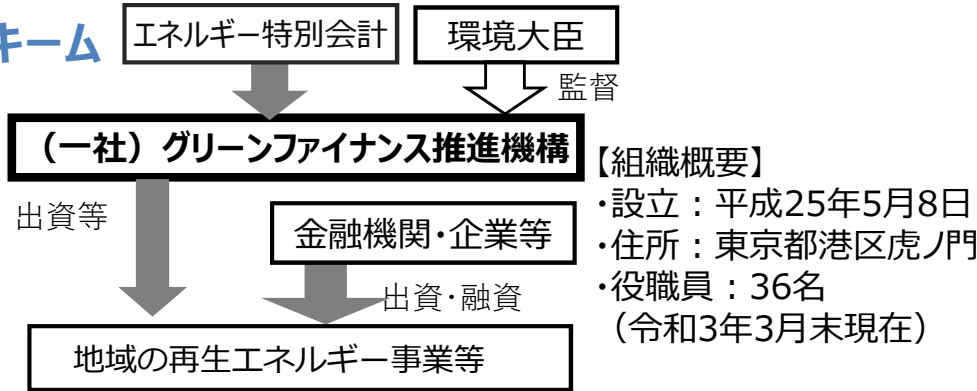 キーム
エネルギー特別会計
環境大臣
監督
(一社)グリーンファイナンス推進機構
出資等
金融機関・企業等
出資・融資
地域の再生エネルギー事業等
【組織概要】
・設立:平成25年5月8日
・住所:東京都港区虎ノ門
・役職員:36名
(令和3年3月末現在)